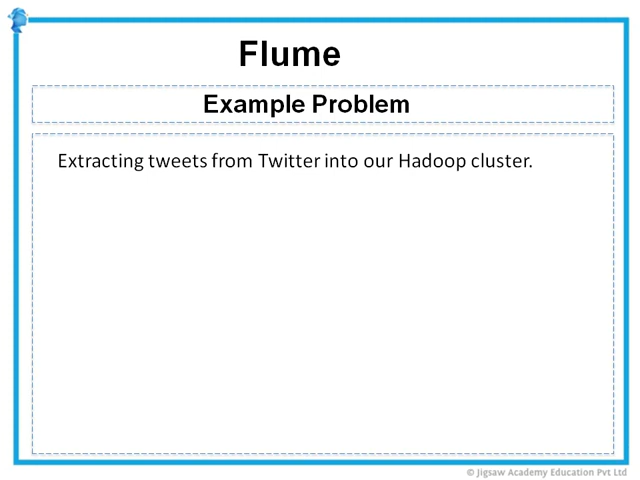 Flume
Example Problem
Extracting tweets from Twitter into our Hadoop cluster.
© Jigsaw Academy Education Pvt Ltd